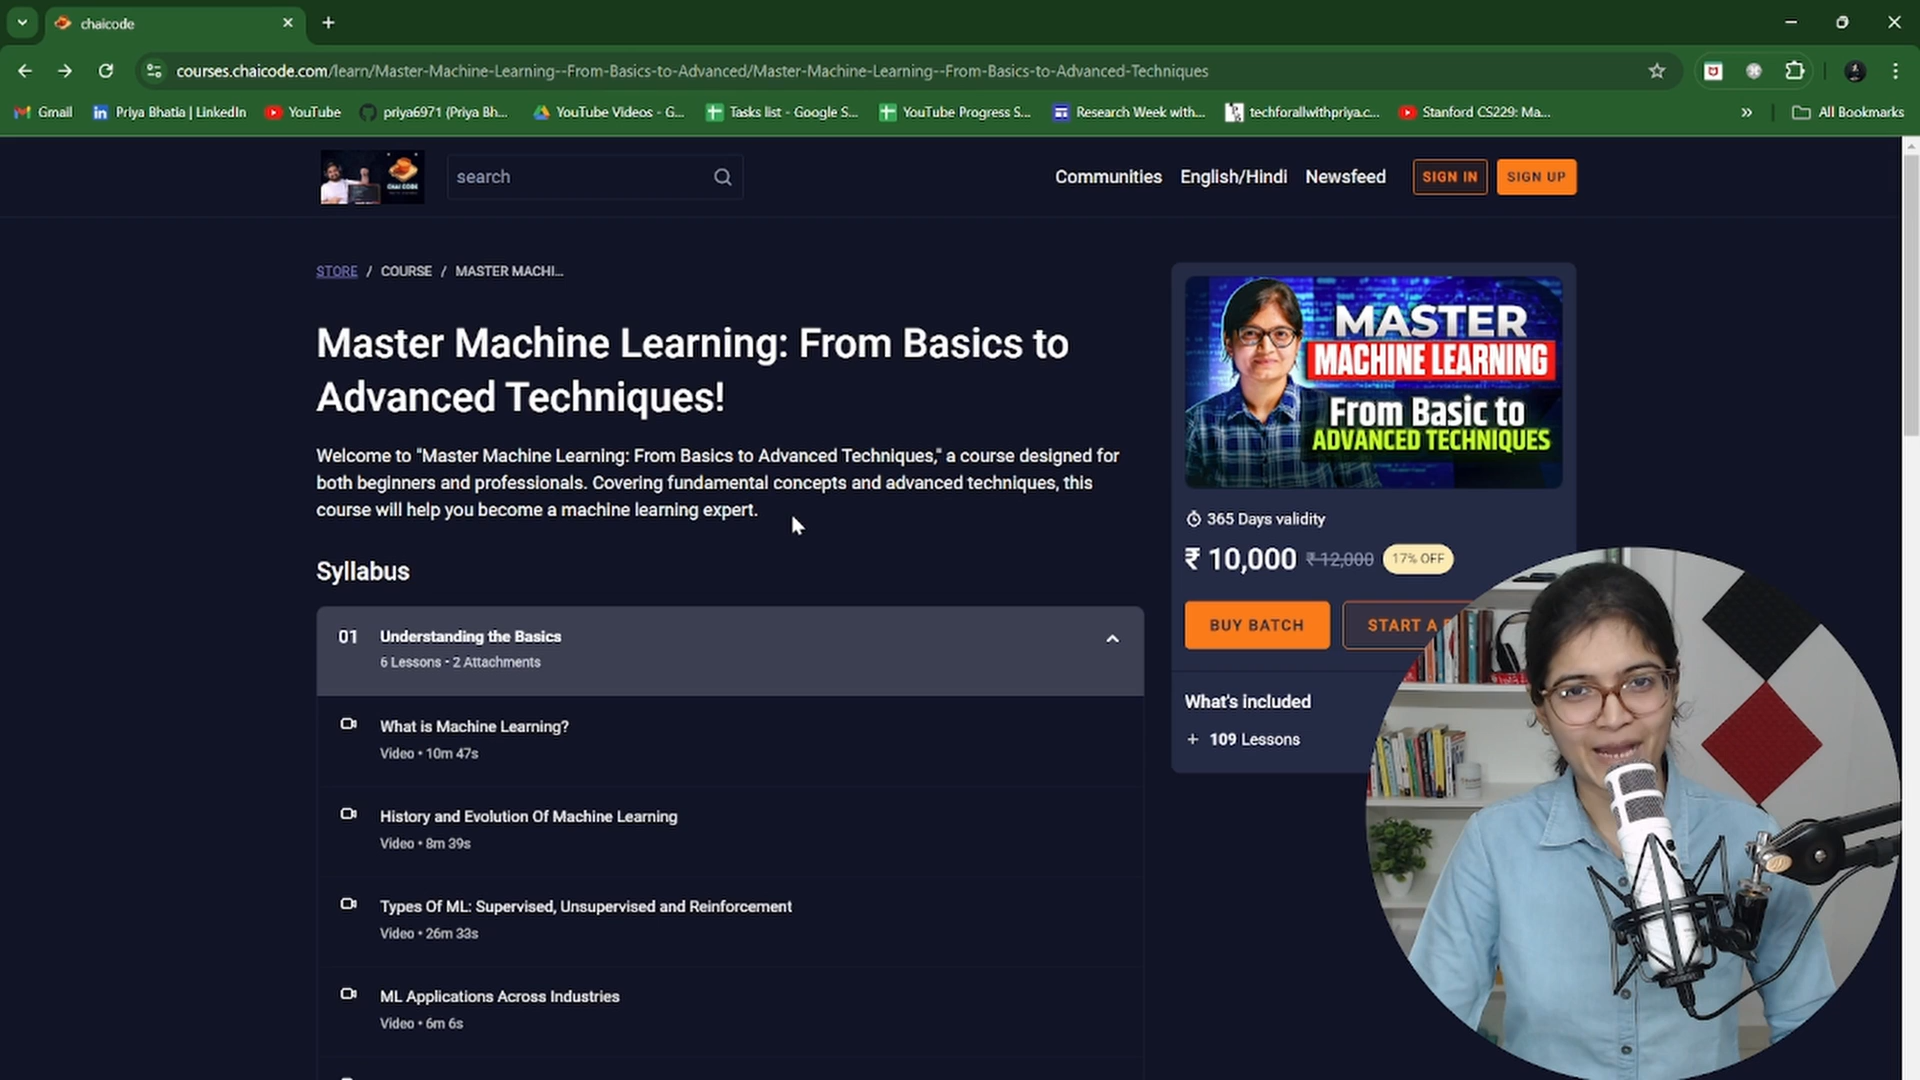 chaicode
courses.chaicode.com/learn/Master-Machine-Learning--From-Basics-to-Advanced/Master-Machine-Learning--From-Basics-to-Advanced-Techniques
Gmail
Priya Bhatia | LinkedIn
YouTube
priya6971 (Priya Bh...
YouTube Videos - G...
Tasks list - Google S...
YouTube Progress S...
Research Week with...
techforallwithpriya.c...
Stanford CS229: Ma...
»
All Bookmarks
CHAI CODE
search
Communities
English/Hindi
Newsfeed
SIGN IN
SIGN UP
STORE / COURSE / MASTER MACHI...
Master Machine Learning: From Basics to
Advanced Techniques!
Welcome to "Master Machine Learning: From Basics to Advanced Techniques," a course designed for
both beginners and professionals. Covering fundamental concepts and advanced techniques, this
course will help you become a machine learning expert.
Syllabus
01 Understanding the Basics
6 Lessons • 2 Attachments
What is Machine Learning?
Video • 10m 47s
History and Evolution Of Machine Learning
Video • 8m 39s
Types Of ML: Supervised, Unsupervised and Reinforcement
Video • 26m 33s
ML Applications Across Industries
Video • 6m 6s
MASTER
MACHINE LEARNING
From Basic to
ADVANCED TECHNIQUES
365 Days validity
₹ 10,000 ₹ 12,000 17% OFF
BUY BATCH
START A
What's included
+ 109 Lessons